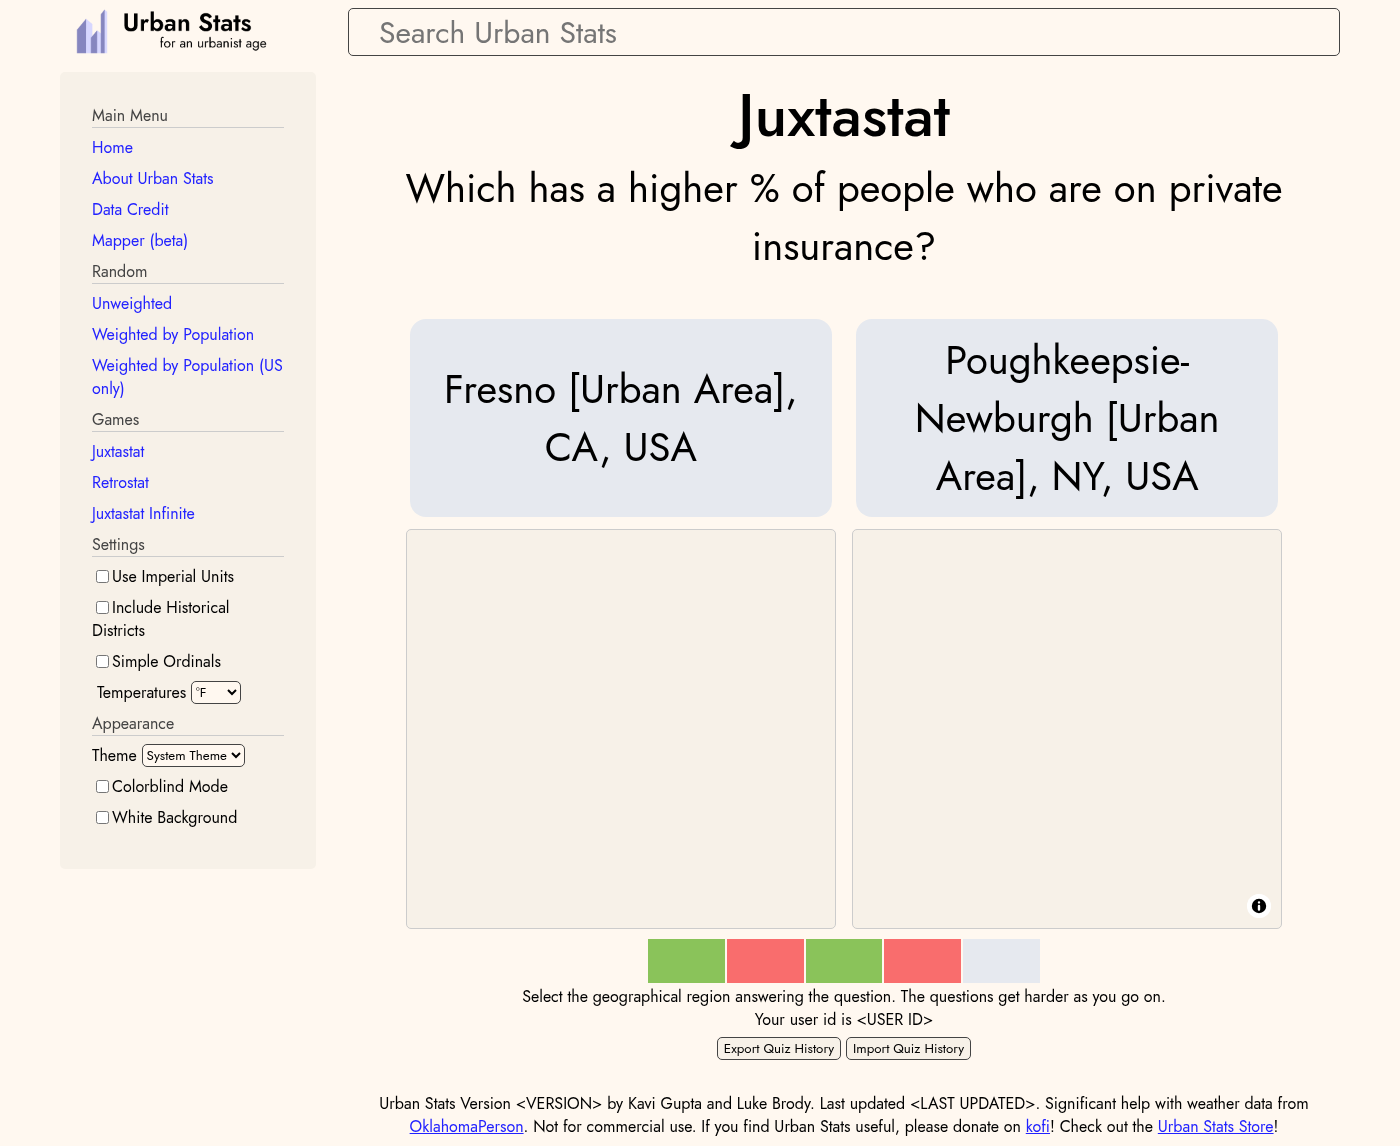 Urban Stats
for an urbanist age
Search Urban Stats
Main Menu
Home
About Urban Stats
Data Credit
Mapper (beta)
Random
Unweighted
Weighted by Population
Weighted by Population (US
only)
Games
Juxtastat
Retrostat
Juxtastat Infinite
Settings
Use Imperial Units
Include Historical
Districts
Simple Ordinals
Temperatures °F
Appearance
Theme System Theme
Colorblind Mode
White Background
Juxtastat
Which has a higher % of people who are on private
insurance?
Fresno [Urban Area],
CA, USA
Poughkeepsie-
Newburgh [Urban
Area], NY, USA
Select the geographical region answering the question. The questions get harder as you go on.
Your user id is <USER ID>
Export Quiz History Import Quiz History
Urban Stats Version <VERSION> by Kavi Gupta and Luke Brody. Last updated <LAST UPDATED>. Significant help with weather data from
OklahomaPerson. Not for commercial use. If you find Urban Stats useful, please donate on kofi! Check out the Urban Stats Store!